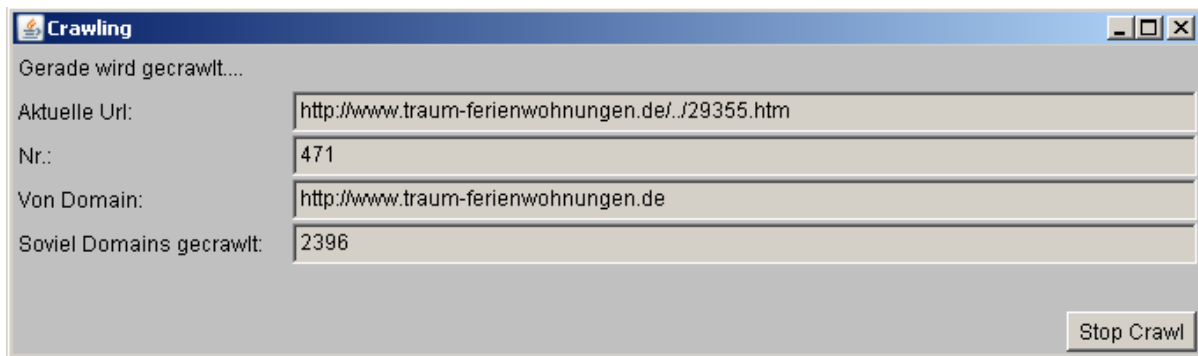 Crawling
Gerade wird gecrawlt....
Aktuelle Url: http://www.traum-ferienwohnungen.de/../29355.htm
Nr.: 471
Von Domain: http://www.traum-ferienwohnungen.de
Soviel Domains gecrawlt: 2396
Stop Crawl